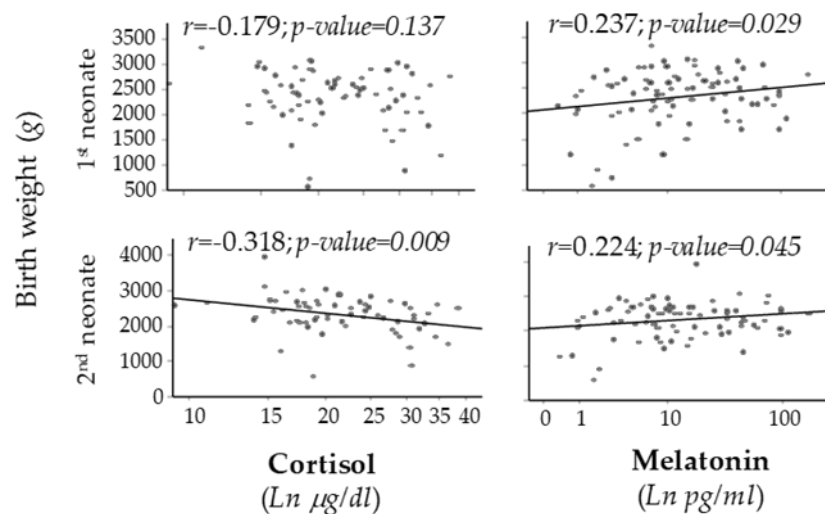 r=-0.179; p-value=0.137
r=0.237; p-value=0.029
Birth weight (g)
1st neonate
3500
3000
2500
2000
1500
1000
500
r=-0.318; p-value=0.009
r=0.224; p-value=0.045
2nd neonate
4000
3000
2000
1000
0
10 15 20 25 30 35 40
0 1 10 100
Cortisol
(Ln μg/dl)
Melatonin
(Ln pg/ml)